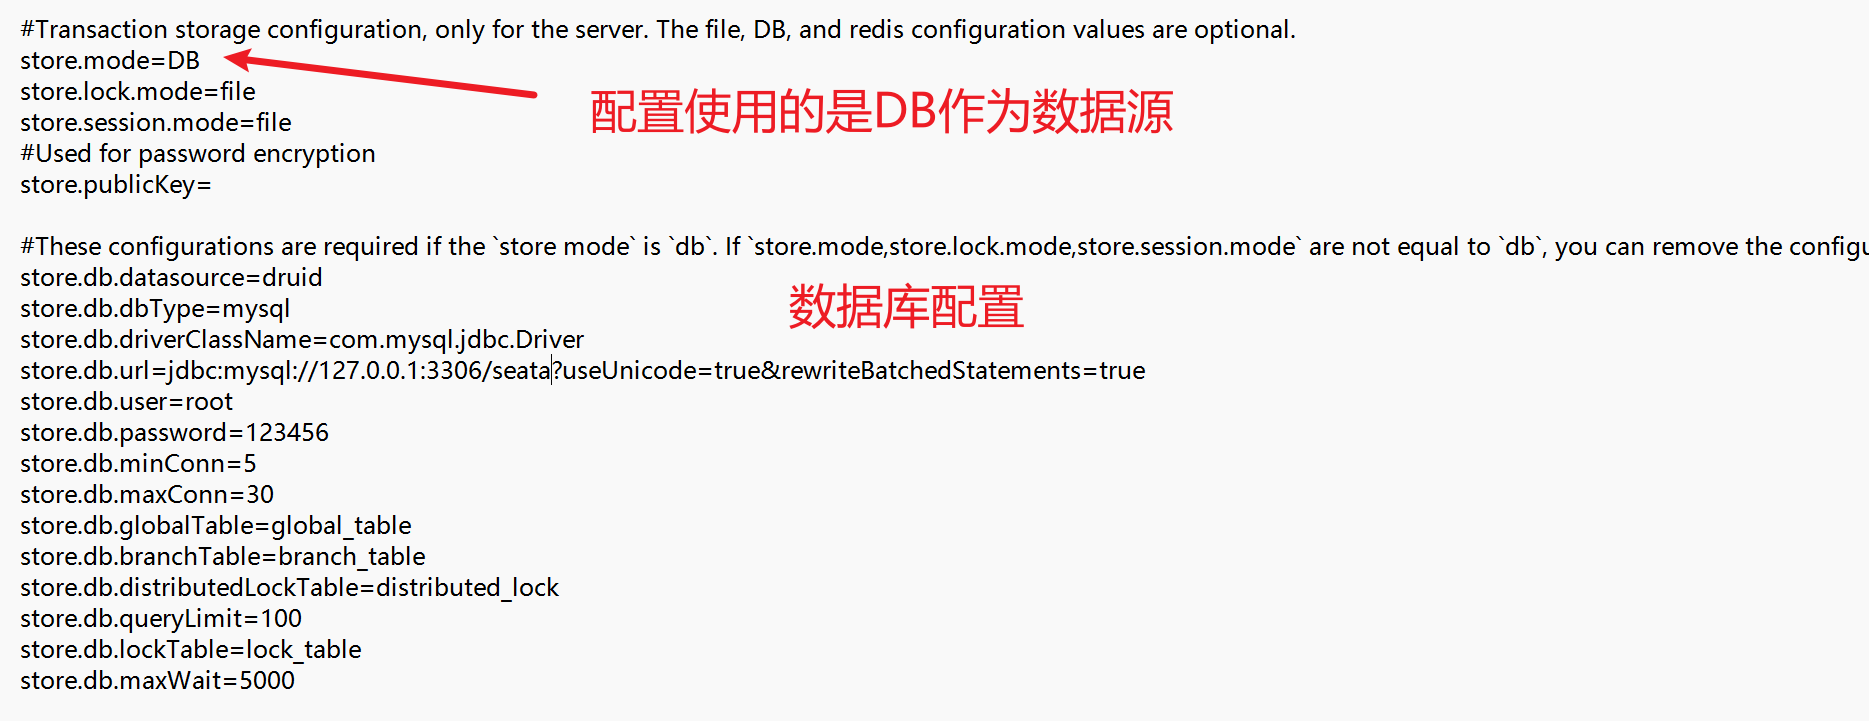 #Transaction storage configuration, only for the server. The file, DB, and redis configuration values are optional.
store.mode=DB
配置使用的是DB作为数据源
store.lock.mode=file
store.session.mode=file
#Used for password encryption
store.publicKey=
#These configurations are required if the `store mode` is `db`. If `store.mode,store.lock.mode,store.session.mode` are not equal to `db`, you can remove the configu
store.db.datasource=druid
数据库配置
store.db.dbType=mysql
store.db.driverClassName=com.mysql.jdbc.Driver
store.db.url=jdbc:mysql://127.0.0.1:3306/seata?useUnicode=true&rewriteBatchedStatements=true
store.db.user=root
store.db.password=123456
store.db.minConn=5
store.db.maxConn=30
store.db.globalTable=global_table
store.db.branchTable=branch_table
store.db.distributedLockTable=distributed_lock
store.db.queryLimit=100
store.db.lockTable=lock_table
store.db.maxWait=5000